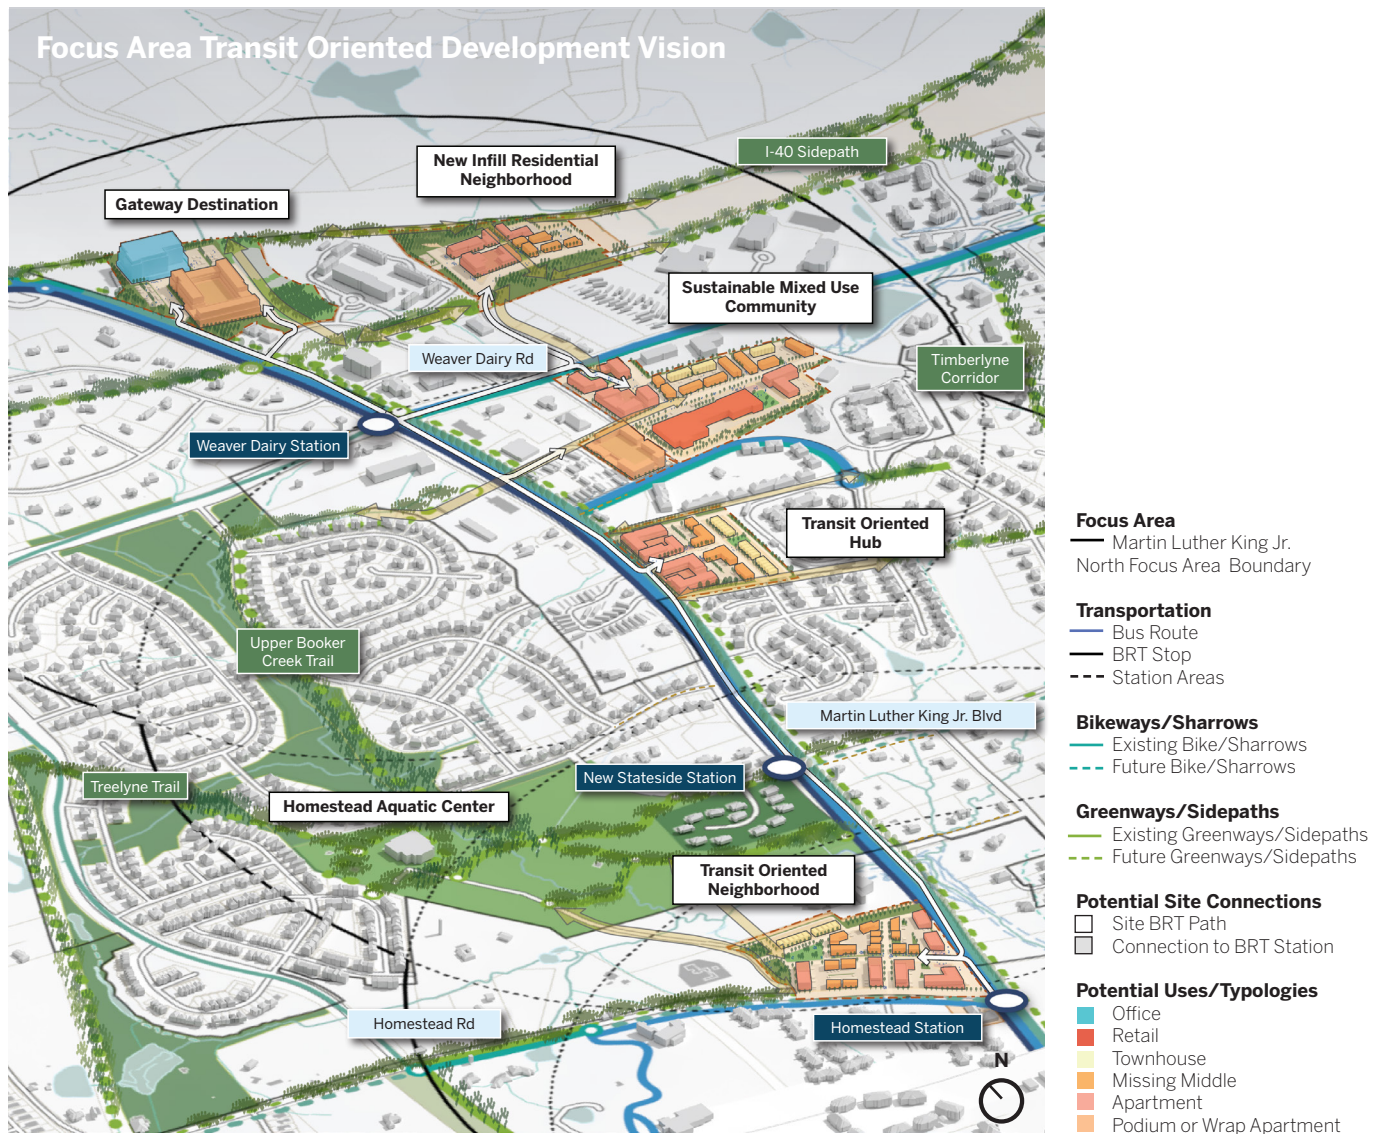 Focus Area Transit Oriented Development Vision
I-40 Sidepath
New Infill Residential
Neighborhood
Gateway Destination
Sustainable Mixed Use
Community
Weaver Dairy Rd
Timberlyne
Corridor
Weaver Dairy Station
Transit Oriented
Hub
Upper Booker
Creek Trail
Martin Luther King Jr. Blvd
New Stateside Station
Treelyne Trail
Homestead Aquatic Center
Transit Oriented
Neighborhood
Homestead Rd
Homestead Station
N
Focus Area
Martin Luther King Jr.
North Focus Area Boundary
Transportation
Bus Route
BRT Stop
Station Areas
Bikeways/Sharrows
Existing Bike/Sharrows
Future Bike/Sharrows
Greenways/Sidepaths
Existing Greenways/Sidepaths
Future Greenways/Sidepaths
Potential Site Connections
Site BRT Path
Connection to BRT Station
Potential Uses/Typologies
Office
Retail
Townhouse
Missing Middle
Apartment
Podium or Wrap Apartment